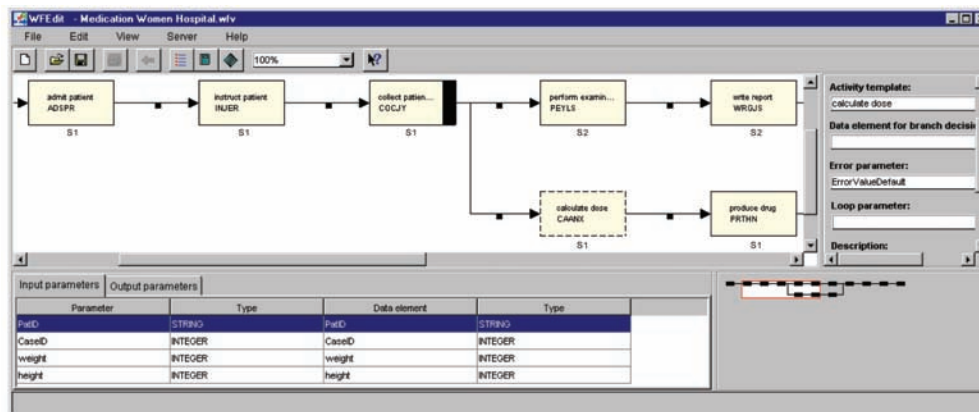 WFEdit - Medication Women Hospital.wfv
File Edit View Server Help
100%
admit patient
ADSPR
S1
instruct patient
INJER
S1
collect patien...
COCJY
S1
perform examin...
PEYLS
S2
write report
WRGJS
S2
calculate dose
CAANX
S1
produce drug
PRTHN
S1
Activity template:
calculate dose
Data element for branch decisi
Error parameter:
ErrorValueDefault
Loop parameter:
Description:
Input parameters Output parameters
Parameter Type Data element Type
PatID STRING PatID STRING
CaseID INTEGER CaseID INTEGER
weight INTEGER weight INTEGER
height INTEGER height INTEGER